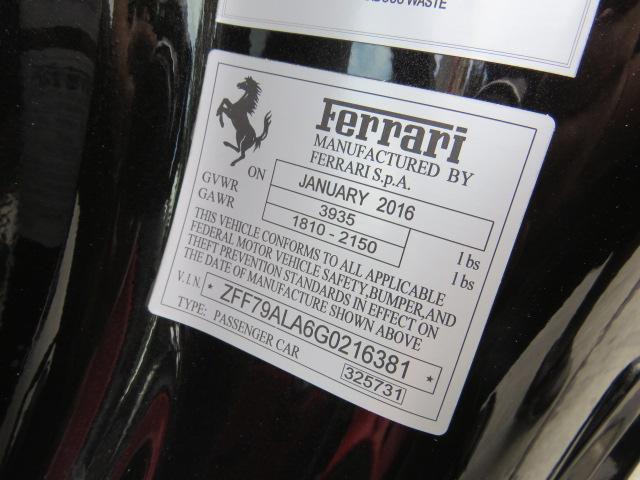 WASTE
Ferrari
MANUFACTURED BY
FERRARI S.p.A.
ON JANUARY 2016
GVWR 3935 lbs
GAWR 1810 - 2150 lbs
THIS VEHICLE CONFORMS TO ALL APPLICABLE
FEDERAL MOTOR VEHICLE SAFETY, BUMPER, AND
THEFT PREVENTION STANDARDS IN EFFECT ON
THE DATE OF MANUFACTURE SHOWN ABOVE
V.I.N. * ZFF79ALA6G0216381 *
TYPE: PASSENGER CAR 325731